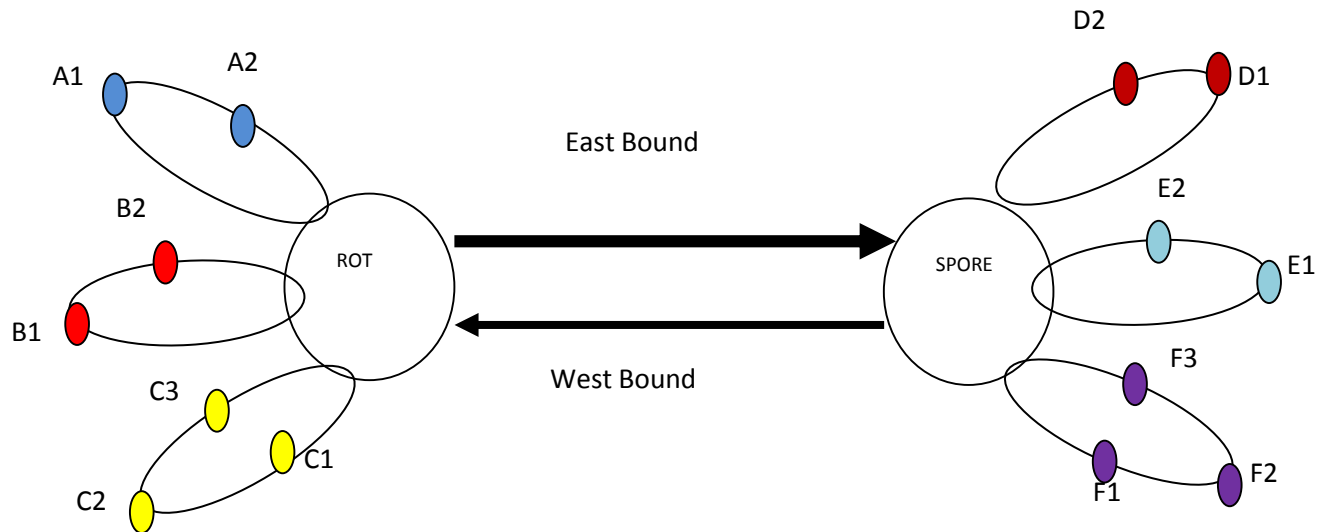 D2
A2
A1
D1
East Bound
E2
B2
ROT
SPORE
E1
B1
F3
West Bound
C3
C1
F2
C2
F1